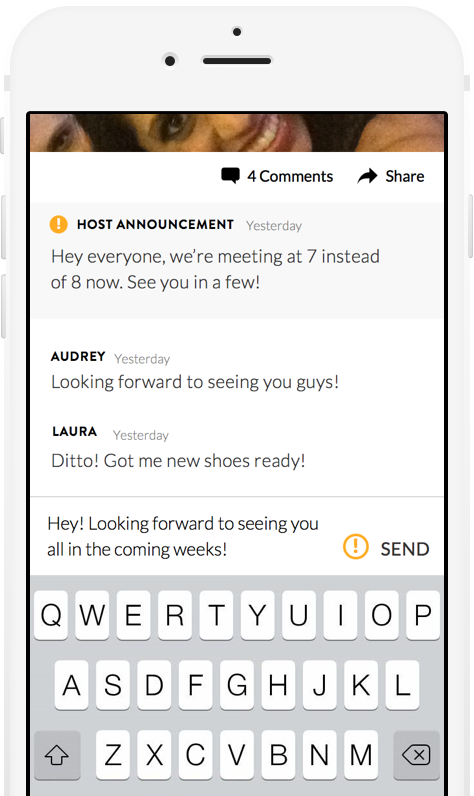 4 Comments Share
HOST ANNOUNCEMENT Yesterday
Hey everyone, we’re meeting at 7 instead
of 8 now. See you in a few!
AUDREY Yesterday
Looking forward to seeing you guys!
LAURA Yesterday
Ditto! Got me new shoes ready!
Hey! Looking forward to seeing you
all in the coming weeks!
SEND
Q W E R T Y U I O P
A S D F G H J K L
Z X C V B N M